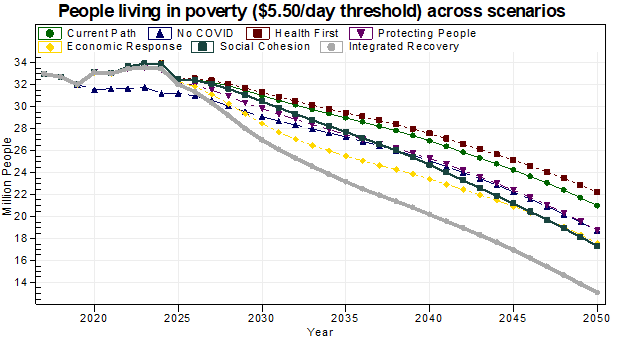 People living in poverty ($5.50/day threshold) across scenarios
Current Path No COVID Health First Protecting People
Economic Response Social Cohesion Integrated Recovery
34
32
30
28
26
24
22
20
18
16
14
Million People
2020 2025 2030 2035 2040 2045 2050
Year